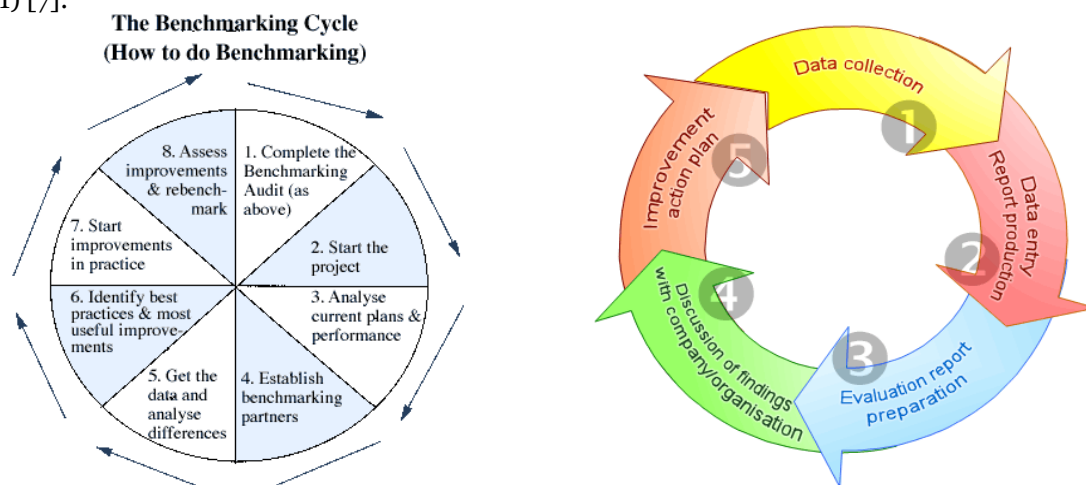 1) [7].
The Benchmarking Cycle
(How to do Benchmarking)
8. Assess
improvements
& rebench-
mark
1. Complete the
Benchmarking
Audit (as
above)
2. Start the
project
3. Analyse
current plans &
performance
4. Establish
benchmarking
partners
5. Get the
data and
analyse
differences
6. Identify best
practices & most
useful improve-
ments
7. Start
improvements
in practice
Data collection
1
Data entry
Report production
2
Evaluation report
preparation
3
Discussion of findings
with company/organisation
4
Improvement
action plan
5